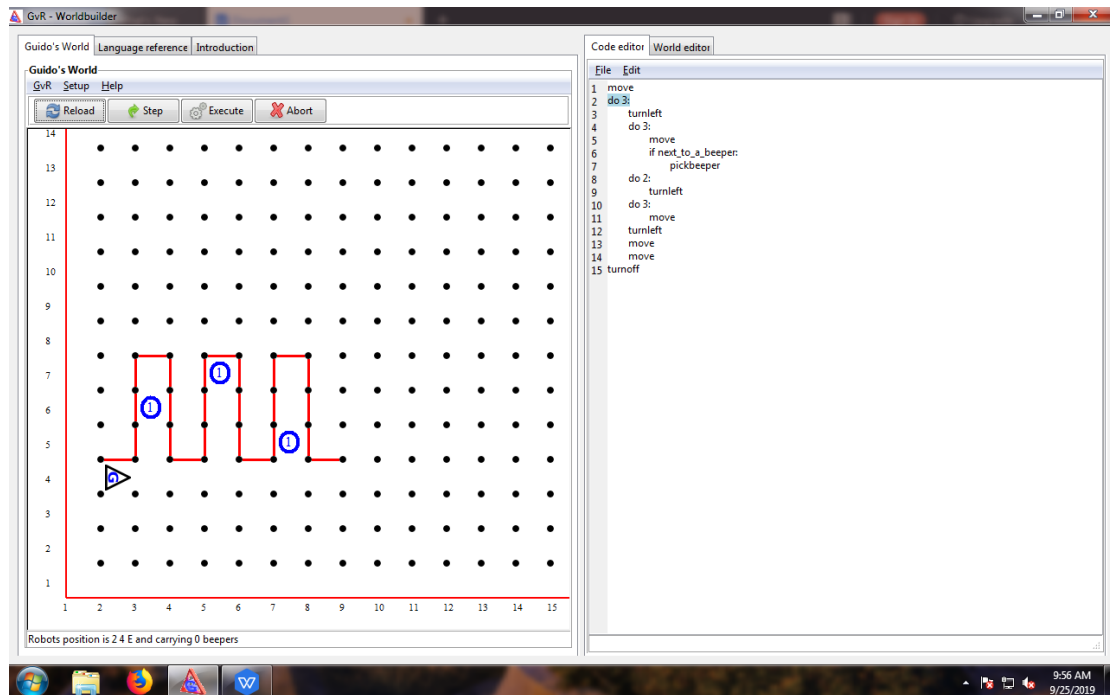 GvR - Worldbuilder
Guido's World Language reference Introduction
Guido's World
GvR Setup Help
Reload Step Execute Abort
14
13
12
11
10
9
8
7
6
5
4
3
2
1
1
1
1
G
1 2 3 4 5 6 7 8 9 10 11 12 13 14 15
Robots position is 2 4 E and carrying 0 beepers
Code editor World editor
File Edit
1 move
2 do 3:
3 turnleft
4 do 3:
5 move
6 if next_to_a_beeper:
7 pickbeeper
8 do 2:
9 turnleft
10 do 3:
11 move
12 turnleft
13 move
14 move
15 turnoff
9:56 AM
9/25/2019